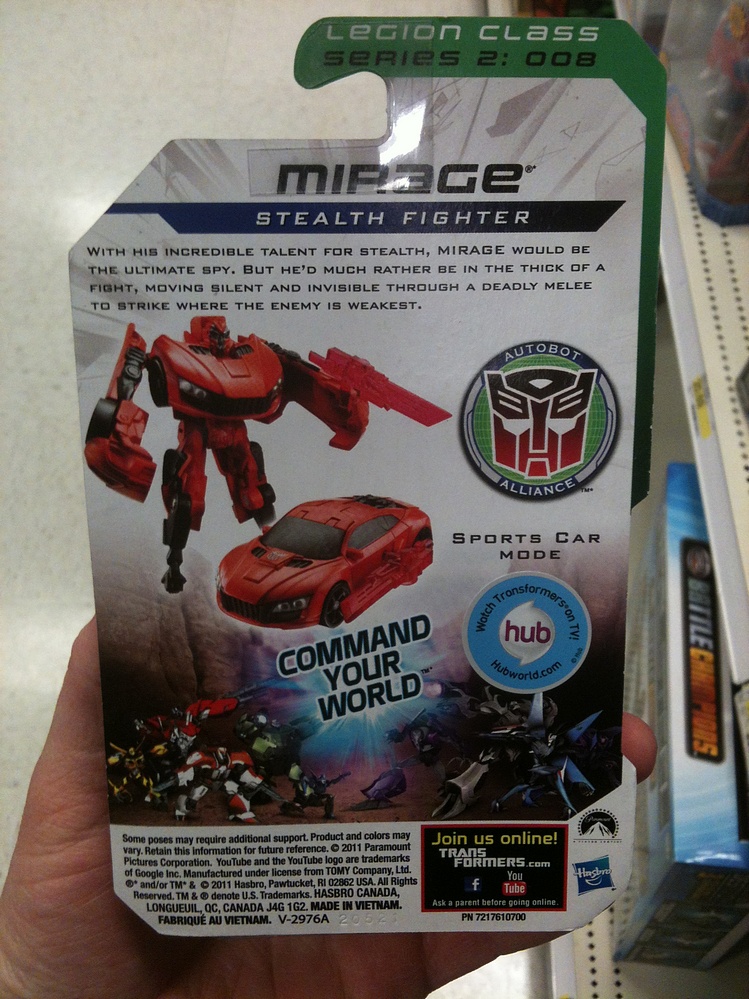 LEGION CLASS
SERIES 2: 008
MIRAGE®*
STEALTH FIGHTER
WITH HIS INCREDIBLE TALENT FOR STEALTH, MIRAGE WOULD BE
THE ULTIMATE SPY. BUT HE'D MUCH RATHER BE IN THE THICK OF A
FIGHT, MOVING SILENT AND INVISIBLE THROUGH A DEADLY MELEE
TO STRIKE WHERE THE ENEMY IS WEAKEST.
AUTOBOT
ALLIANCE™*
SPORTS CAR
MODE
Watch Transformers® on TV!
hub
Hubworld.com
COMMAND
YOUR
WORLD™*
Some poses may require additional support. Product and colors may
vary. Retain this information for future reference. © 2011 Paramount
Pictures Corporation. YouTube and the YouTube logo are trademarks
of Google Inc. Manufactured under license from TOMY Company, Ltd.
®* and/or TM* & © 2011 Hasbro, Pawtucket, RI 02862 USA. All Rights
Reserved. TM & ® denote U.S. Trademarks. HASBRO CANADA,
LONGUEUIL, QC, CANADA J4G 1G2. MADE IN VIETNAM.
FABRIQUÉ AU VIETNAM. V-2976A
Join us online!
TRANS
FORMERS.com
f You
Tube
Ask a parent before going online.
PN 7217610700
Paramount
Hasbro